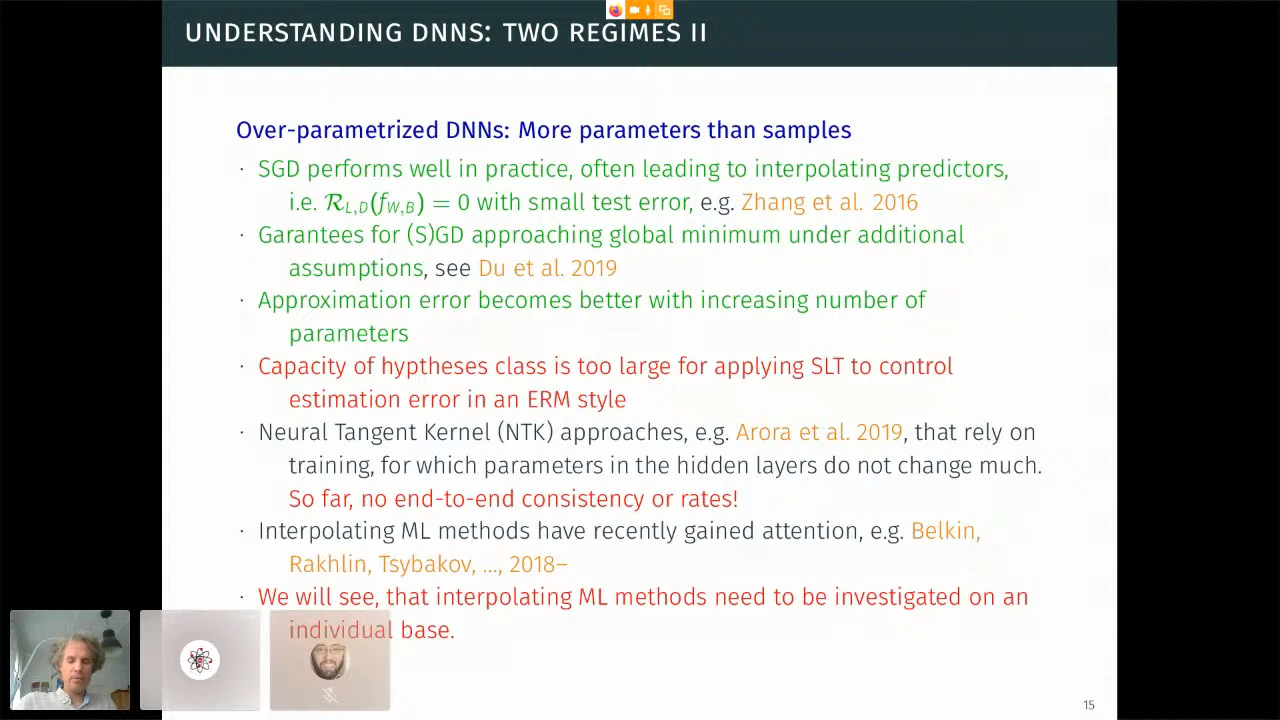 UNDERSTANDING DNNS: TWO REGIMES II
Over-parametrized DNNs: More parameters than samples
· SGD performs well in practice, often leading to interpolating predictors,
i.e. 𝓡_{L,D}(f_{W,B}) = 0 with small test error, e.g. Zhang et al. 2016
· Garantees for (S)GD approaching global minimum under additional
assumptions, see Du et al. 2019
· Approximation error becomes better with increasing number of
parameters
· Capacity of hyptheses class is too large for applying SLT to control
estimation error in an ERM style
· Neural Tangent Kernel (NTK) approaches, e.g. Arora et al. 2019, that rely on
training, for which parameters in the hidden layers do not change much.
So far, no end-to-end consistency or rates!
· Interpolating ML methods have recently gained attention, e.g. Belkin,
Rakhlin, Tsybakov, ..., 2018–
· We will see, that interpolating ML methods need to be investigated on an
individual base.
15